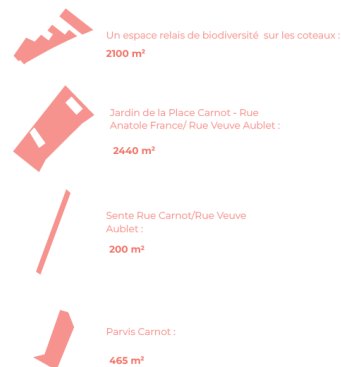 Un espace relais de biodiversité sur les coteaux :
2100 m²
Jardin de la Place Carnot - Rue
Anatole France/ Rue Veuve Aublet :
2440 m²
Sente Rue Carnot/Rue Veuve
Aublet :
200 m²
Parvis Carnot :
465 m²